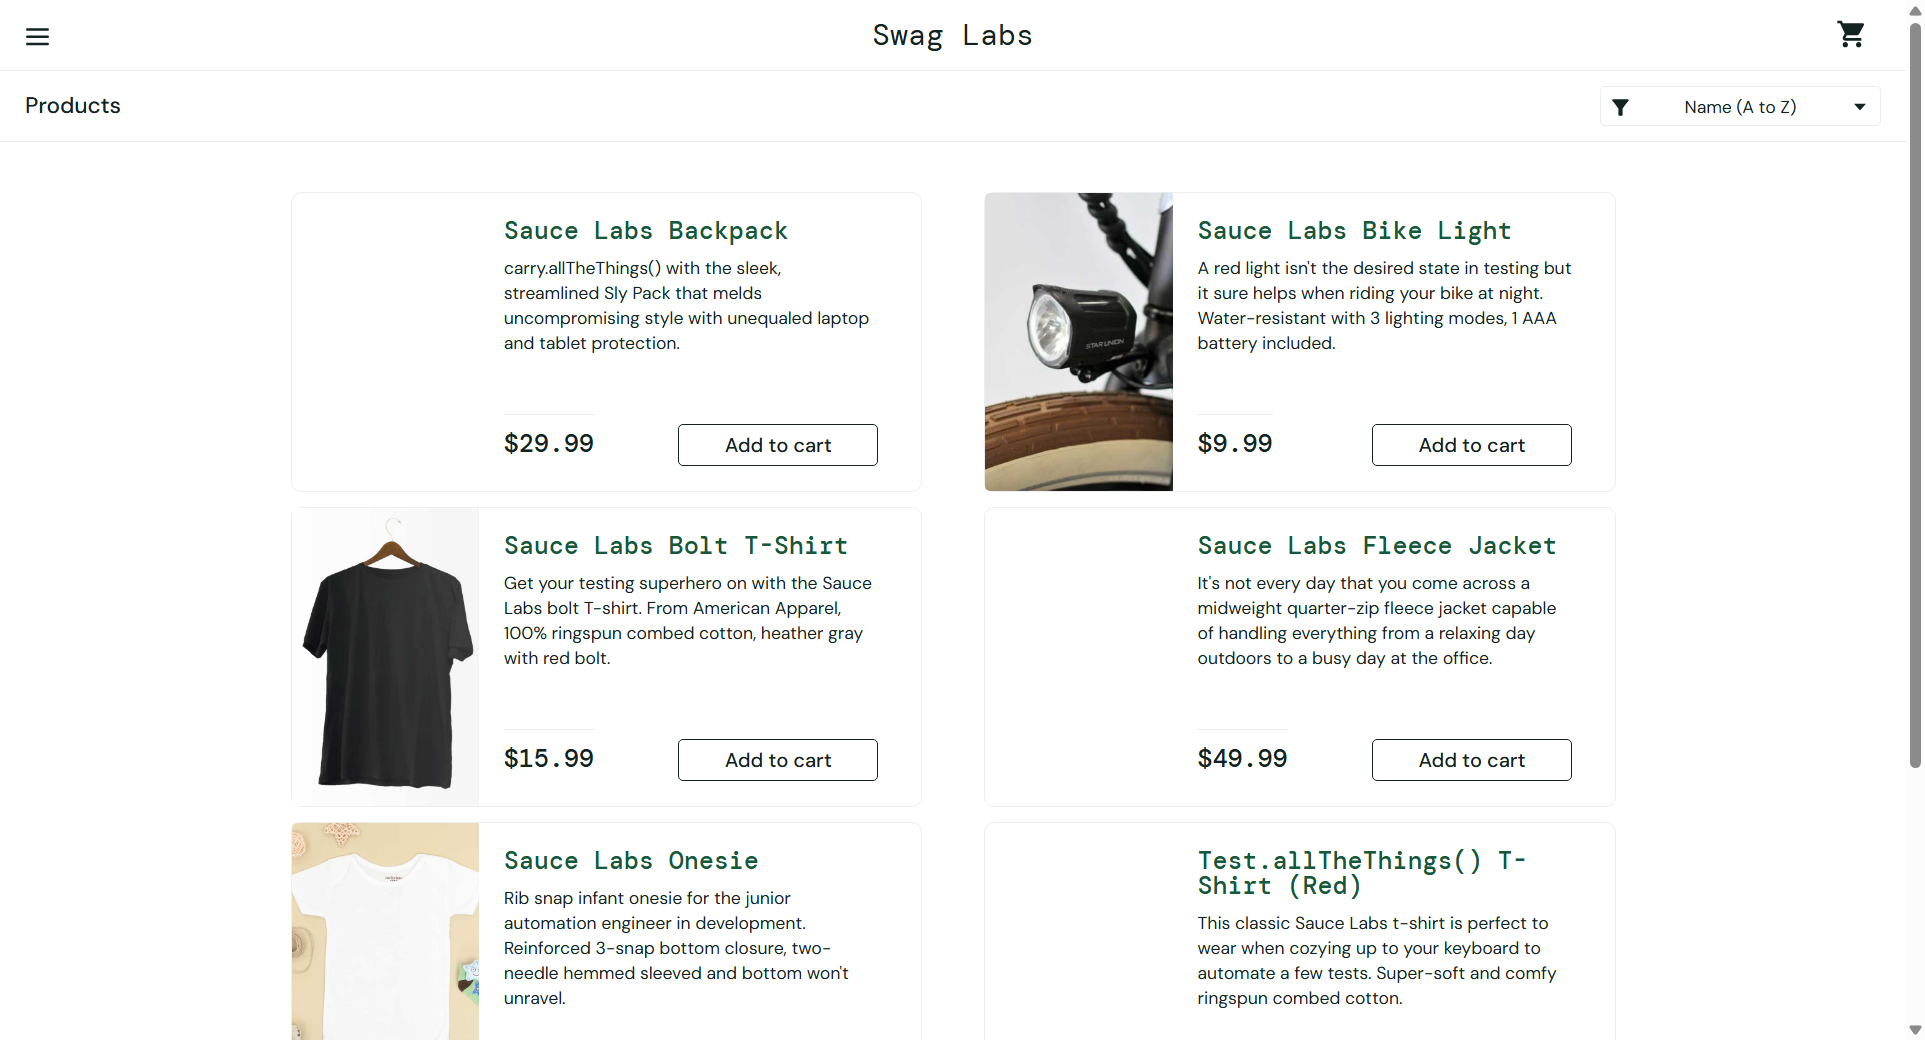 Swag Labs
Products
Name (A to Z)
Sauce Labs Backpack
carry.allTheThings() with the sleek,
streamlined Sly Pack that melds
uncompromising style with unequaled laptop
and tablet protection.
$29.99
Add to cart
Sauce Labs Bike Light
A red light isn't the desired state in testing but
it sure helps when riding your bike at night.
Water-resistant with 3 lighting modes, 1 AAA
battery included.
STAR UNION
$9.99
Add to cart
Sauce Labs Bolt T-Shirt
Get your testing superhero on with the Sauce
Labs bolt T-shirt. From American Apparel,
100% ringspun combed cotton, heather gray
with red bolt.
$15.99
Add to cart
Sauce Labs Fleece Jacket
It's not every day that you come across a
midweight quarter-zip fleece jacket capable
of handling everything from a relaxing day
outdoors to a busy day at the office.
$49.99
Add to cart
Sauce Labs Onesie
Rib snap infant onesie for the junior
automation engineer in development.
Reinforced 3-snap bottom closure, two-
needle hemmed sleeved and bottom won't
unravel.
Test.allTheThings() T-
Shirt (Red)
This classic Sauce Labs t-shirt is perfect to
wear when cozying up to your keyboard to
automate a few tests. Super-soft and comfy
ringspun combed cotton.